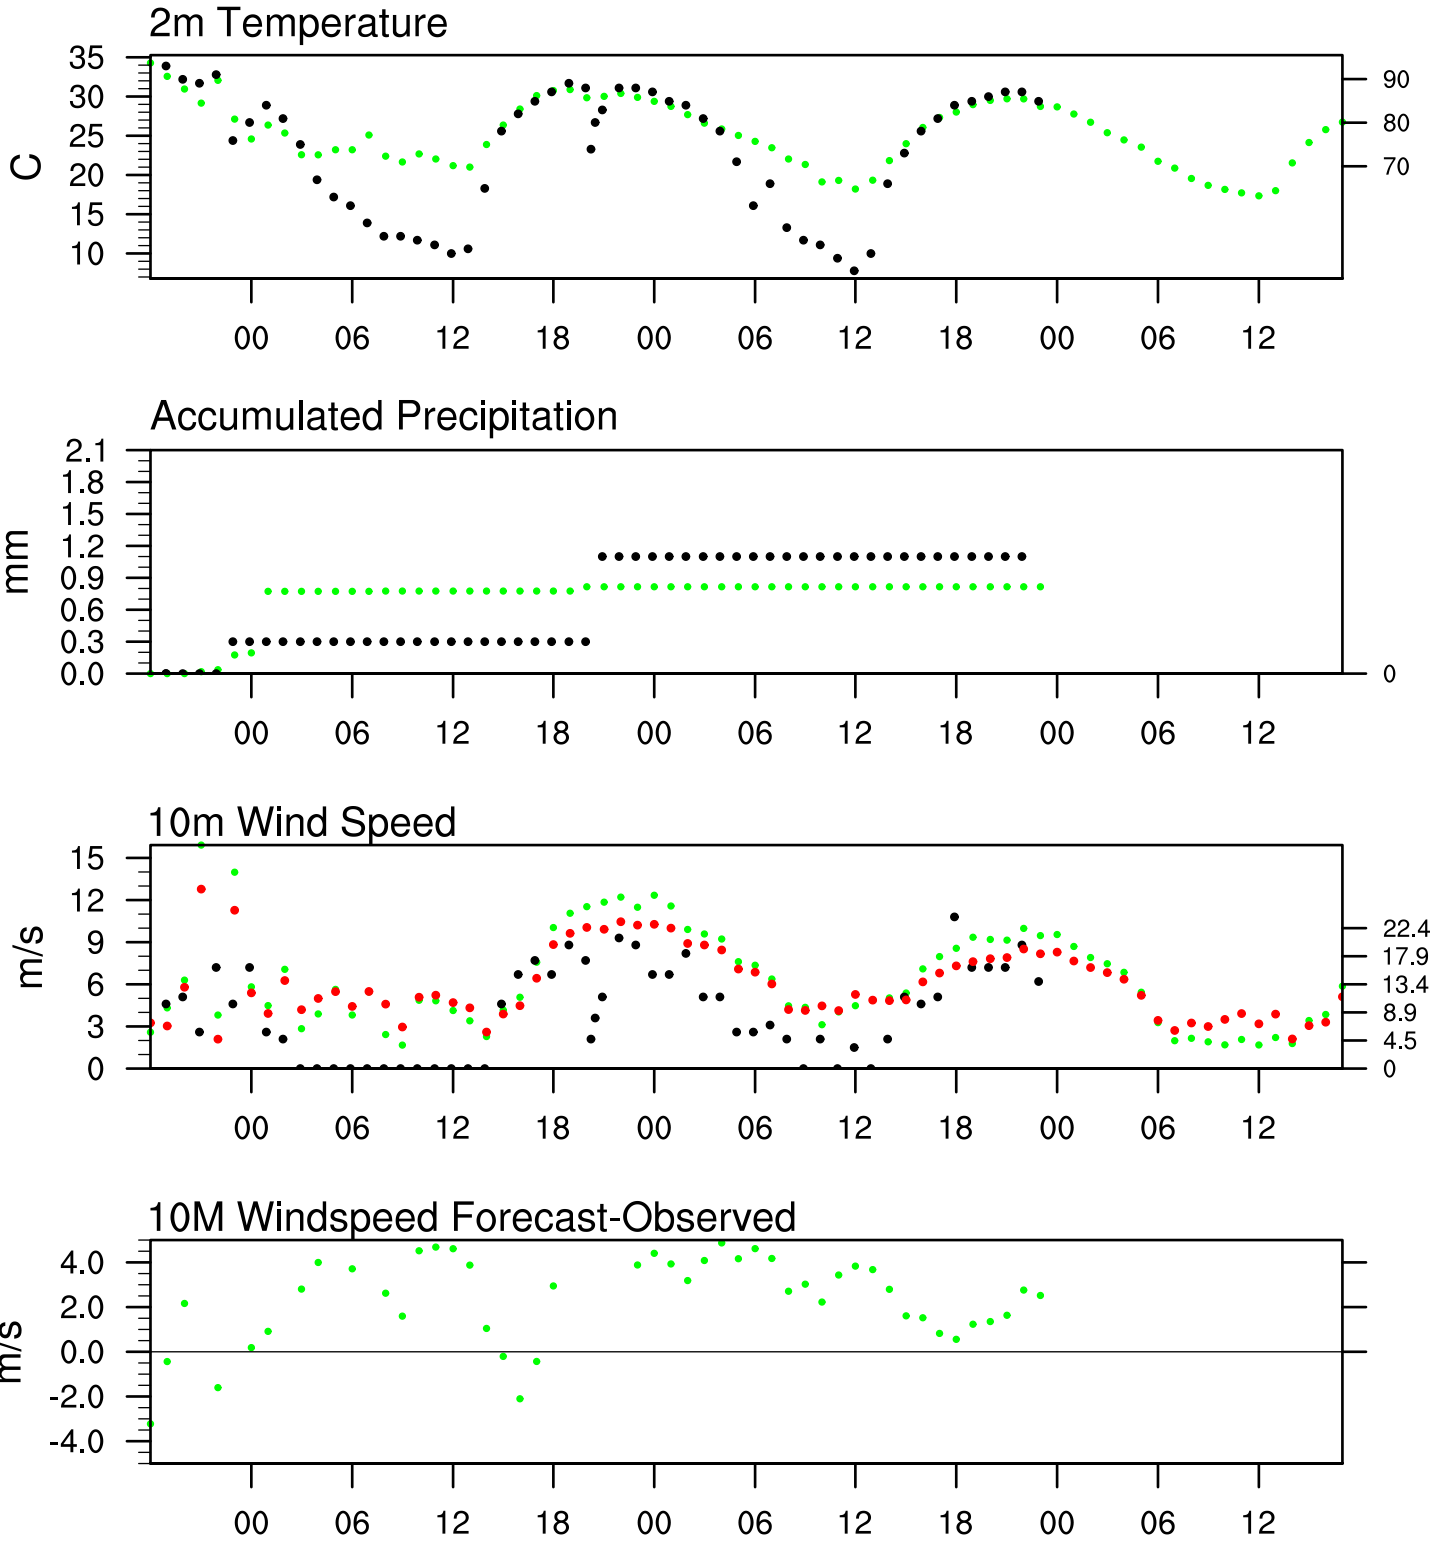 2m Temperature
35
30
25
20
15
10
C
90
80
70
00 06 12 18 00 06 12 18 00 06 12
Accumulated Precipitation
2.1
1.8
1.5
1.2
0.9
0.6
0.3
0.0
mm
0
00 06 12 18 00 06 12 18 00 06 12
10m Wind Speed
15
12
9
6
3
0
m/s
22.4
17.9
13.4
8.9
4.5
0
00 06 12 18 00 06 12 18 00 06 12
10M Windspeed Forecast-Observed
4.0
2.0
0.0
-2.0
-4.0
m/s
00 06 12 18 00 06 12 18 00 06 12